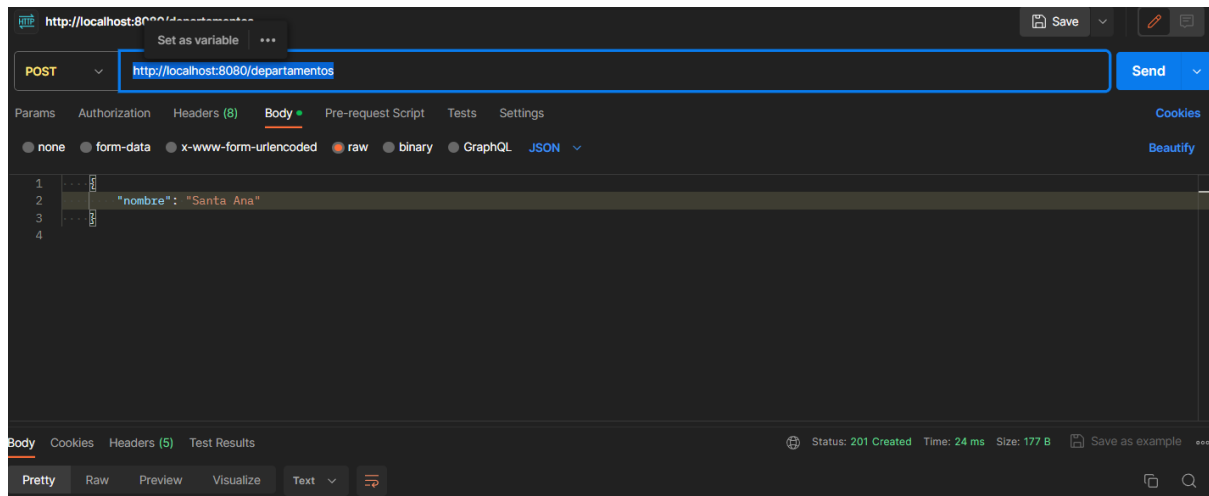 HTTP http://localhost:8080/departamentos Save
Set as variable •••
POST http://localhost:8080/departamentos Send
Params Authorization Headers (8) Body Pre-request Script Tests Settings Cookies
none form-data x-www-form-urlencoded raw binary GraphQL JSON Beautify
1 {
2 "nombre": "Santa Ana"
3 }
4
Body Cookies Headers (5) Test Results Status: 201 Created Time: 24 ms Size: 177 B Save as example
Pretty Raw Preview Visualize Text